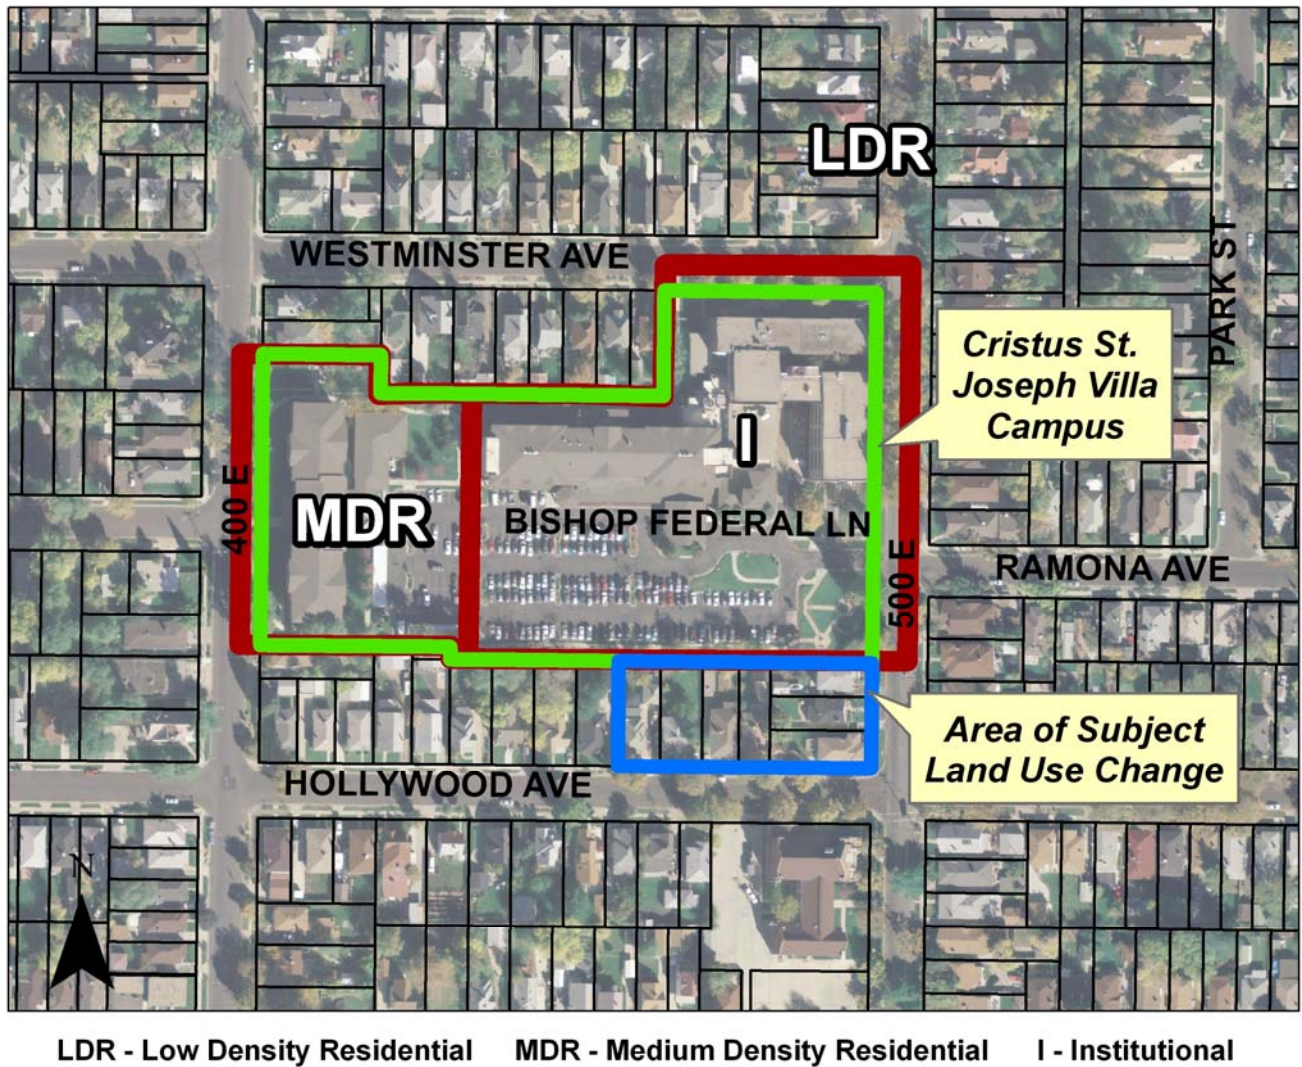 LDR
WESTMINSTER AVE
PARK ST
Cristus St.
Joseph Villa
Campus
I
400 E
MDR
BISHOP FEDERAL LN
500 E
RAMONA AVE
Area of Subject
Land Use Change
HOLLYWOOD AVE
N
LDR - Low Density Residential MDR - Medium Density Residential I - Institutional